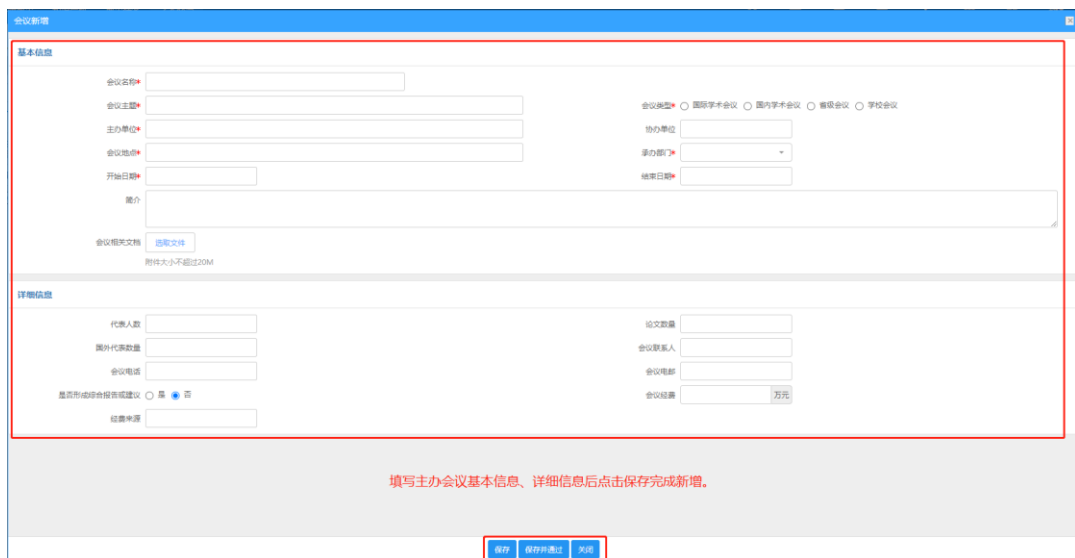 会议新增
基本信息
会议名称*
会议主题* 会议类型* 国际学术会议 国内学术会议 省级会议 学校会议
主办单位* 协办单位
会议地点* 承办部门*
开始日期* 结束日期*
简介
会议相关文档 选取文件
附件大小不超过20M
详细信息
代表人数 论文数量
国外代表数量 会议联系人
会议电话 会议电邮
是否形成综合报告或建议 是 否 会议经费 万元
经费来源
填写主办会议基本信息、详细信息后点击保存完成新增。
保存 保存并通过 关闭